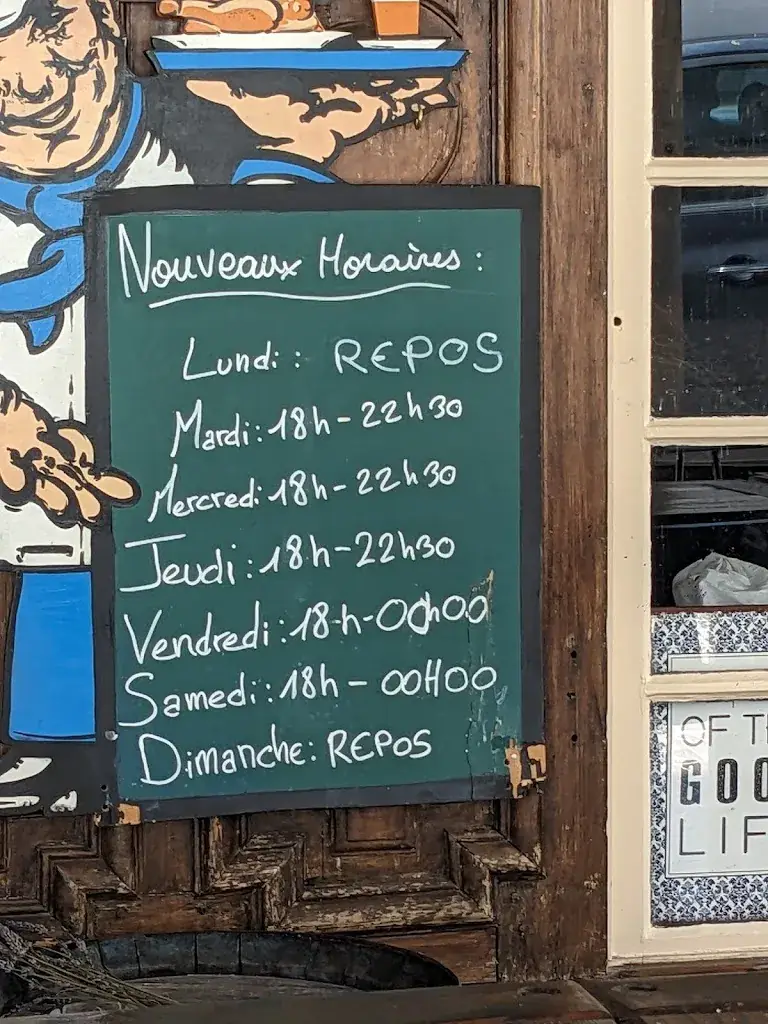 Nouveaux Horaires :
Lundi : REPOS
Mardi : 18h - 22h30
Mercredi : 18h - 22h30
Jeudi : 18h - 22h30
Vendredi : 18h - 00h00
Samedi : 18h - 00H00
Dimanche : REPOS
OF T
GOO
LIF